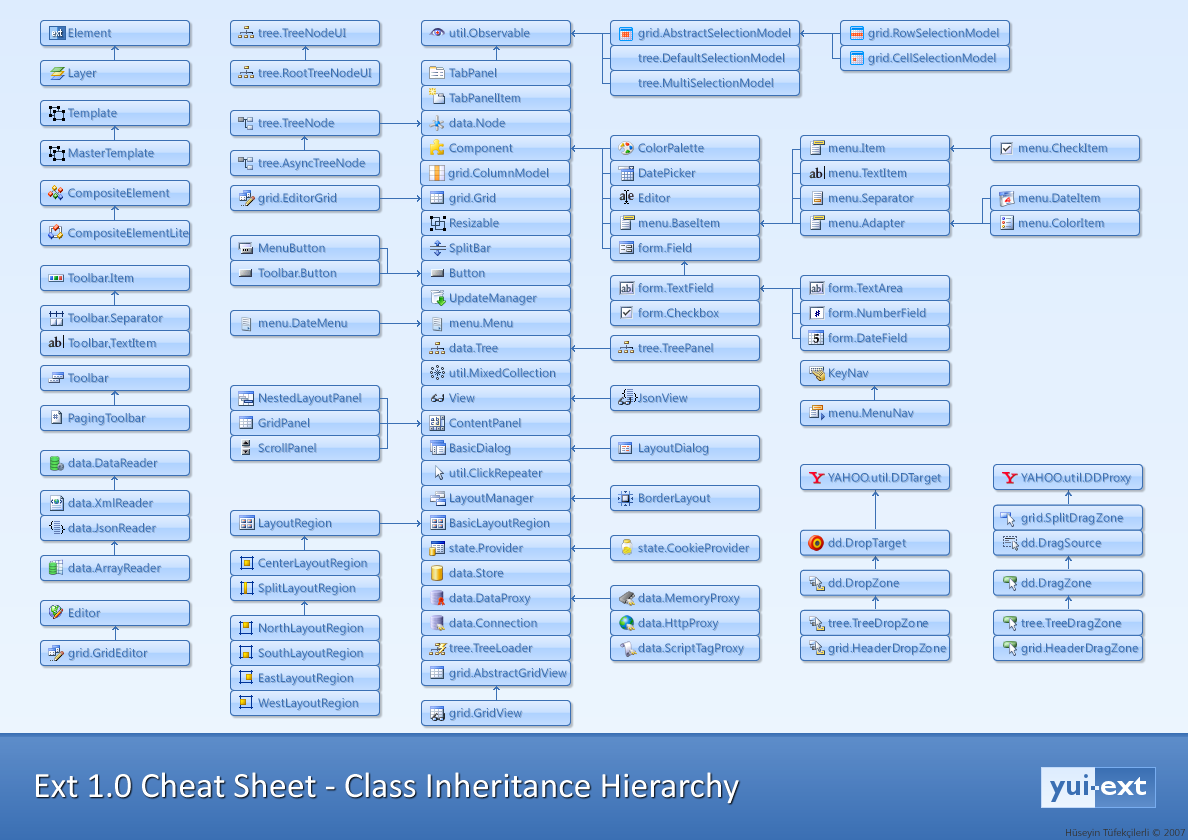 Element
Layer
Template
MasterTemplate
CompositeElement
CompositeElementLite
Toolbar.Item
Toolbar.Separator
Toolbar.TextItem
Toolbar
PagingToolbar
data.DataReader
data.XmlReader
data.JsonReader
data.ArrayReader
Editor
grid.GridEditor
tree.TreeNodeUI
tree.RootTreeNodeUI
tree.TreeNode
tree.AsyncTreeNode
grid.EditorGrid
MenuButton
Toolbar.Button
menu.DateMenu
NestedLayoutPanel
GridPanel
ScrollPanel
LayoutRegion
CenterLayoutRegion
SplitLayoutRegion
NorthLayoutRegion
SouthLayoutRegion
EastLayoutRegion
WestLayoutRegion
util.Observable
TabPanel
TabPanelItem
data.Node
Component
grid.ColumnModel
grid.Grid
Resizable
SplitBar
Button
UpdateManager
menu.Menu
data.Tree
util.MixedCollection
View
ContentPanel
BasicDialog
util.ClickRepeater
LayoutManager
BasicLayoutRegion
state.Provider
data.Store
data.DataProxy
data.Connection
tree.TreeLoader
grid.AbstractGridView
grid.GridView
grid.AbstractSelectionModel
tree.DefaultSelectionModel
tree.MultiSelectionModel
grid.RowSelectionModel
grid.CellSelectionModel
ColorPalette
DatePicker
Editor
menu.BaseItem
form.Field
form.TextField
form.Checkbox
tree.TreePanel
JsonView
LayoutDialog
BorderLayout
state.CookieProvider
data.MemoryProxy
data.HttpProxy
data.ScriptTagProxy
menu.Item
menu.TextItem
menu.Separator
menu.Adapter
menu.CheckItem
menu.DateItem
menu.ColorItem
form.TextArea
form.NumberField
form.DateField
KeyNav
menu.MenuNav
YAHOO.util.DDTarget
dd.DropTarget
dd.DropZone
tree.TreeDropZone
grid.HeaderDropZone
YAHOO.util.DDProxy
grid.SplitDragZone
dd.DragSource
dd.DragZone
tree.TreeDragZone
grid.HeaderDragZone
Ext 1.0 Cheat Sheet - Class Inheritance Hierarchy
yui-ext
Hüseyin Tüfekçilerli © 2007